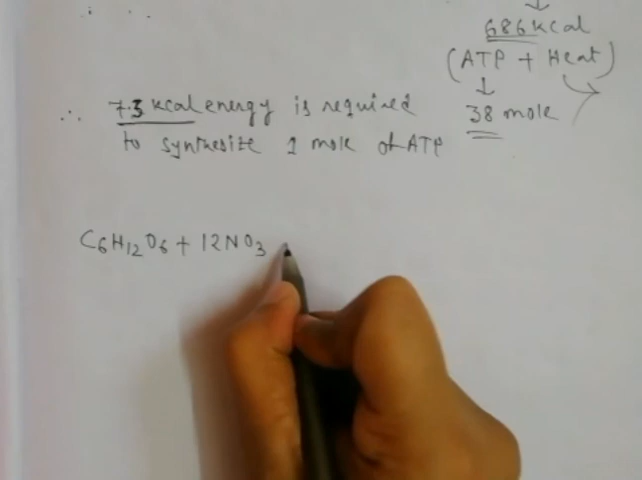 686 kcal
(ATP + Heat)
↓
38 mole
∴ 7.3 kcal energy is required
to synthesize 1 mole of ATP
C₆H₁₂O₆ + 12NO₃